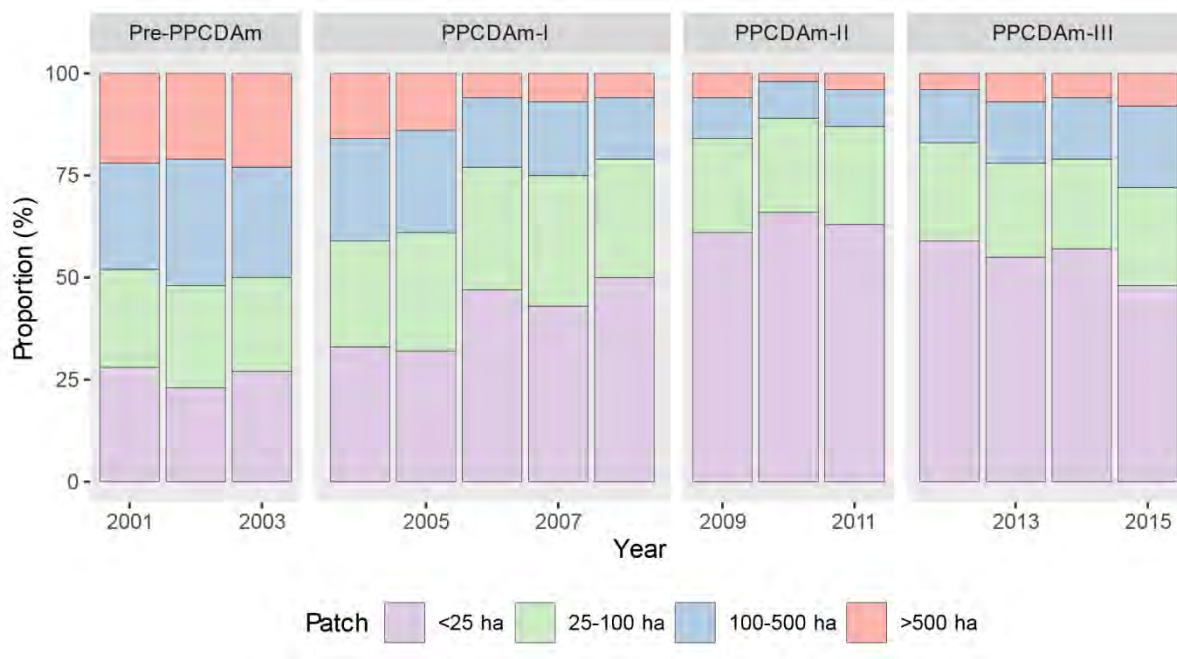 Pre-PPCDAm PPCDAm-I PPCDAm-II PPCDAm-III
100
75
50
25
0
Proportion (%)
2001 2003 2005 2007 2009 2011 2013 2015
Year
Patch <25 ha 25-100 ha 100-500 ha >500 ha